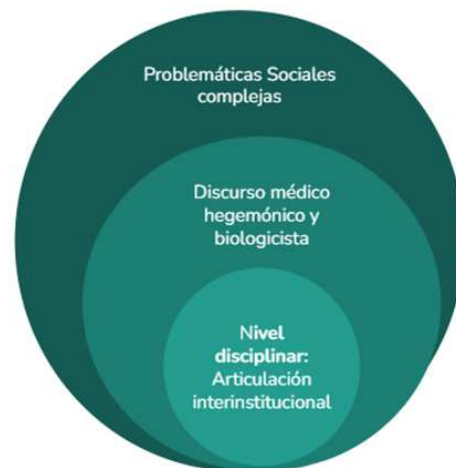 Problemáticas Sociales
complejas
Discurso médico
hegemónico y
biologicista
Nivel
disciplinar:
Articulación
interinstitucional